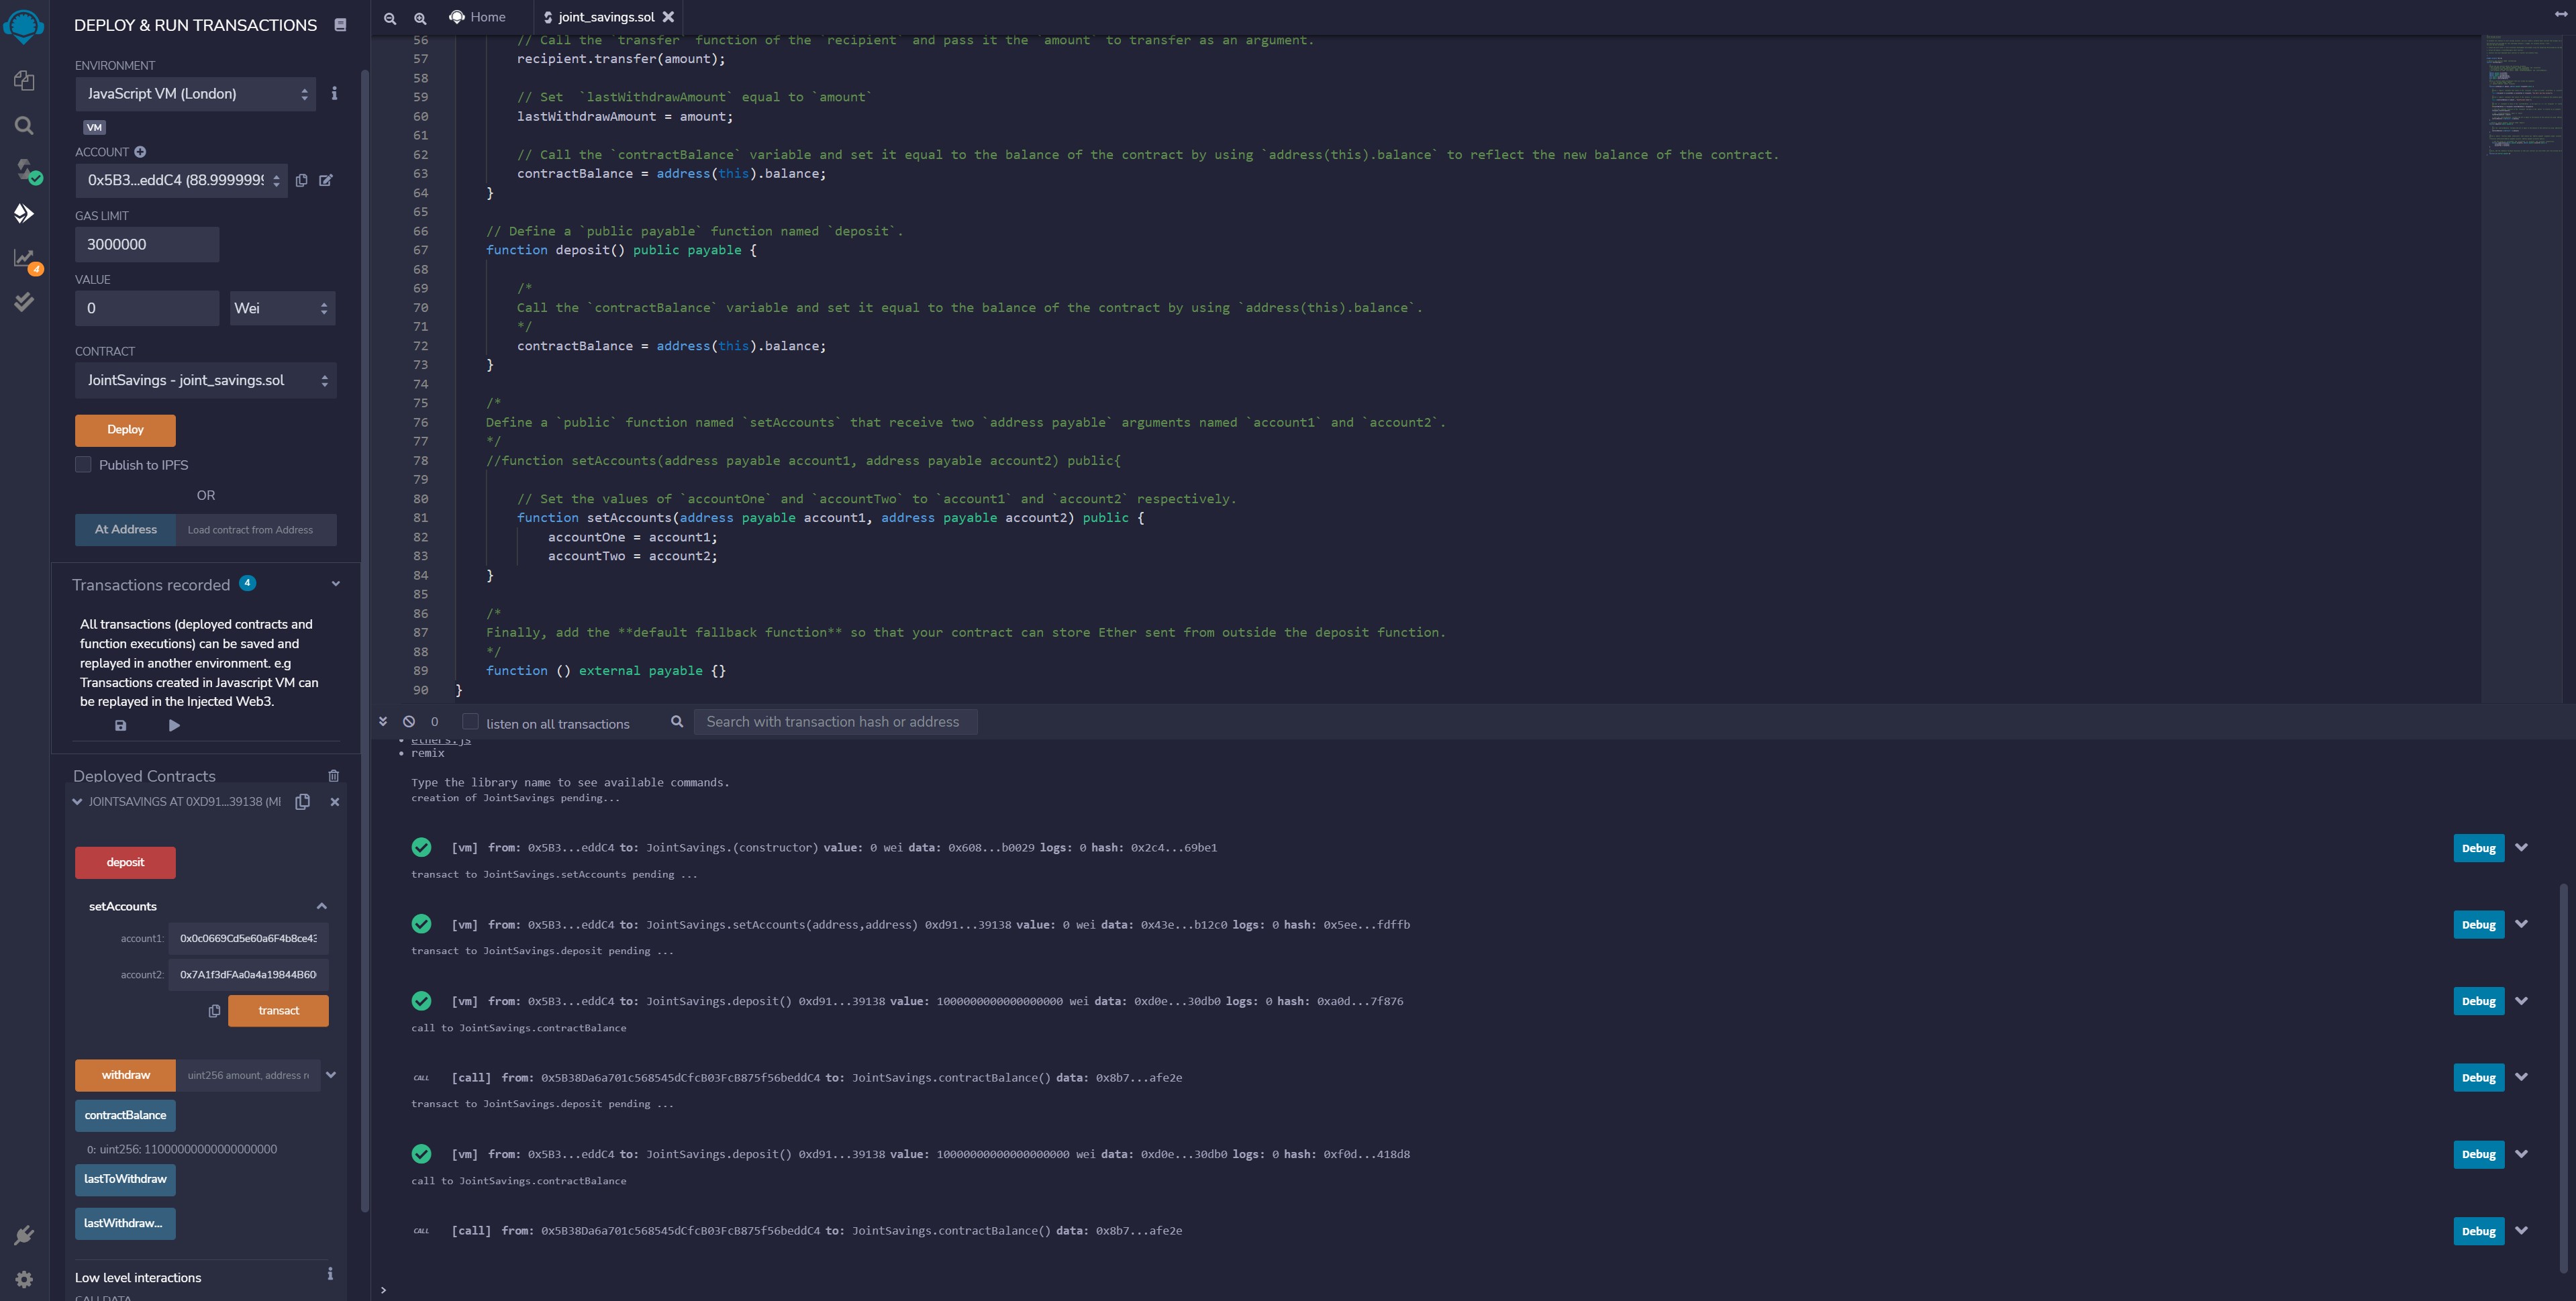 DEPLOY & RUN TRANSACTIONS
ENVIRONMENT
JavaScript VM (London)
VM
ACCOUNT
0x5B3...eddC4 (88.9999999
GAS LIMIT
3000000
VALUE
0
Wei
CONTRACT
JointSavings - joint_savings.sol
Deploy
Publish to IPFS
OR
At Address
Load contract from Address
Transactions recorded 4
All transactions (deployed contracts and
function executions) can be saved and
replayed in another environment. e.g
Transactions created in Javascript VM can
be replayed in the Injected Web3.
Deployed Contracts
JOINTSAVINGS AT 0XD91...39138 (ME
deposit
setAccounts
account1: 0x0c0669Cd5e60a6F4b8ce43
account2: 0x7A1f3dFAa0a4a19844B60
transact
withdraw
uint256 amount, address r
contractBalance
0: uint256: 11000000000000000000
lastToWithdraw
lastWithdraw...
Low level interactions
CALLDATA
4
Home
joint_savings.sol
56 // Call the `transfer` function of the `recipient` and pass it the `amount` to transfer as an argument.
57 recipient.transfer(amount);
58
59 // Set  `lastWithdrawAmount` equal to `amount`
60 lastWithdrawAmount = amount;
61
62 // Call the `contractBalance` variable and set it equal to the balance of the contract by using `address(this).balance` to reflect the new balance of the contract.
63 contractBalance = address(this).balance;
64 }
65
66 // Define a `public payable` function named `deposit`.
67 function deposit() public payable {
68
69 /*
70 Call the `contractBalance` variable and set it equal to the balance of the contract by using `address(this).balance`.
71 */
72 contractBalance = address(this).balance;
73 }
74
75 /*
76 Define a `public` function named `setAccounts` that receive two `address payable` arguments named `account1` and `account2`.
77 */
78 //function setAccounts(address payable account1, address payable account2) public{
79
80 // Set the values of `accountOne` and `accountTwo` to `account1` and `account2` respectively.
81 function setAccounts(address payable account1, address payable account2) public {
82 accountOne = account1;
83 accountTwo = account2;
84 }
85
86 /*
87 Finally, add the **default fallback function** so that your contract can store Ether sent from outside the deposit function.
88 */
89 function () external payable {}
90 }
0
listen on all transactions
Search with transaction hash or address
• ethers.js
• remix
Type the library name to see available commands.
creation of JointSavings pending...
[vm] from: 0x5B3...eddC4 to: JointSavings.(constructor) value: 0 wei data: 0x608...b0029 logs: 0 hash: 0x2c4...69be1
Debug
transact to JointSavings.setAccounts pending ...
[vm] from: 0x5B3...eddC4 to: JointSavings.setAccounts(address,address) 0xd91...39138 value: 0 wei data: 0x43e...b12c0 logs: 0 hash: 0x5ee...fdffb
Debug
transact to JointSavings.deposit pending ...
[vm] from: 0x5B3...eddC4 to: JointSavings.deposit() 0xd91...39138 value: 1000000000000000000 wei data: 0xd0e...30db0 logs: 0 hash: 0xa0d...7f876
Debug
call to JointSavings.contractBalance
CALL [call] from: 0x5B38Da6a701c568545dCfcB03FcB875f56beddC4 to: JointSavings.contractBalance() data: 0x8b7...afe2e
Debug
transact to JointSavings.deposit pending ...
[vm] from: 0x5B3...eddC4 to: JointSavings.deposit() 0xd91...39138 value: 10000000000000000000 wei data: 0xd0e...30db0 logs: 0 hash: 0xf0d...418d8
Debug
call to JointSavings.contractBalance
CALL [call] from: 0x5B38Da6a701c568545dCfcB03FcB875f56beddC4 to: JointSavings.contractBalance() data: 0x8b7...afe2e
Debug
>